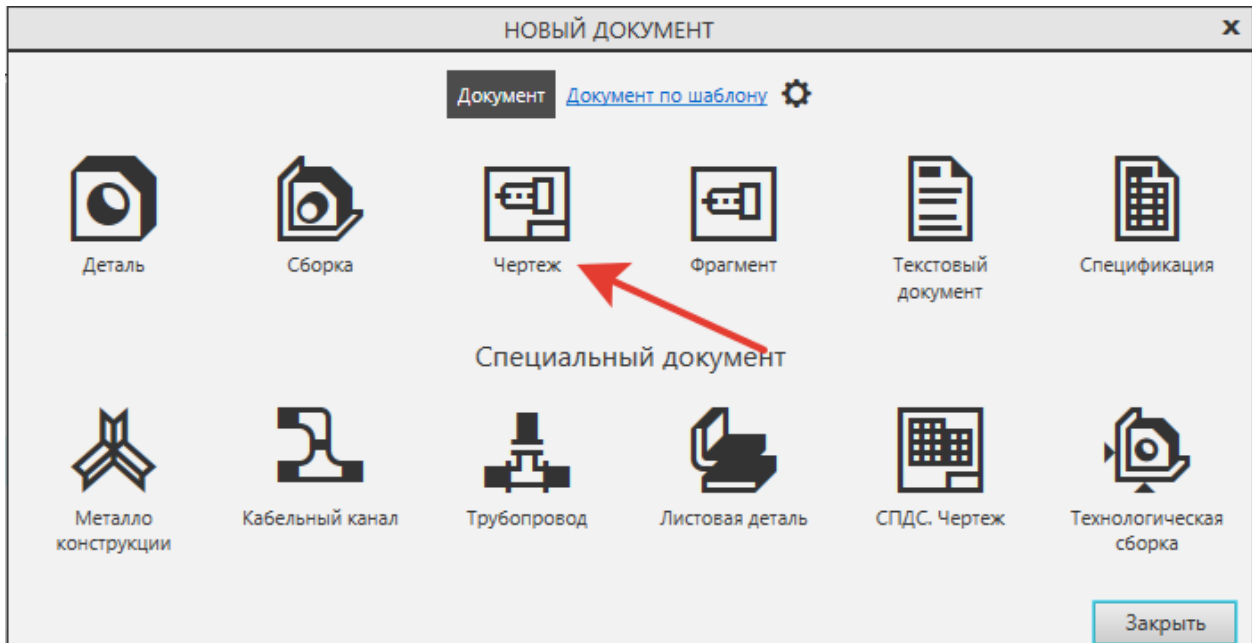 НОВЫЙ ДОКУМЕНТ x
Документ Документ по шаблону
Деталь Сборка Чертеж Фрагмент Текстовый Спецификация
документ
Специальный документ
Металло Кабельный канал Трубопровод Листовая деталь СПДС. Чертеж Технологическая
конструкции сборка
Закрыть